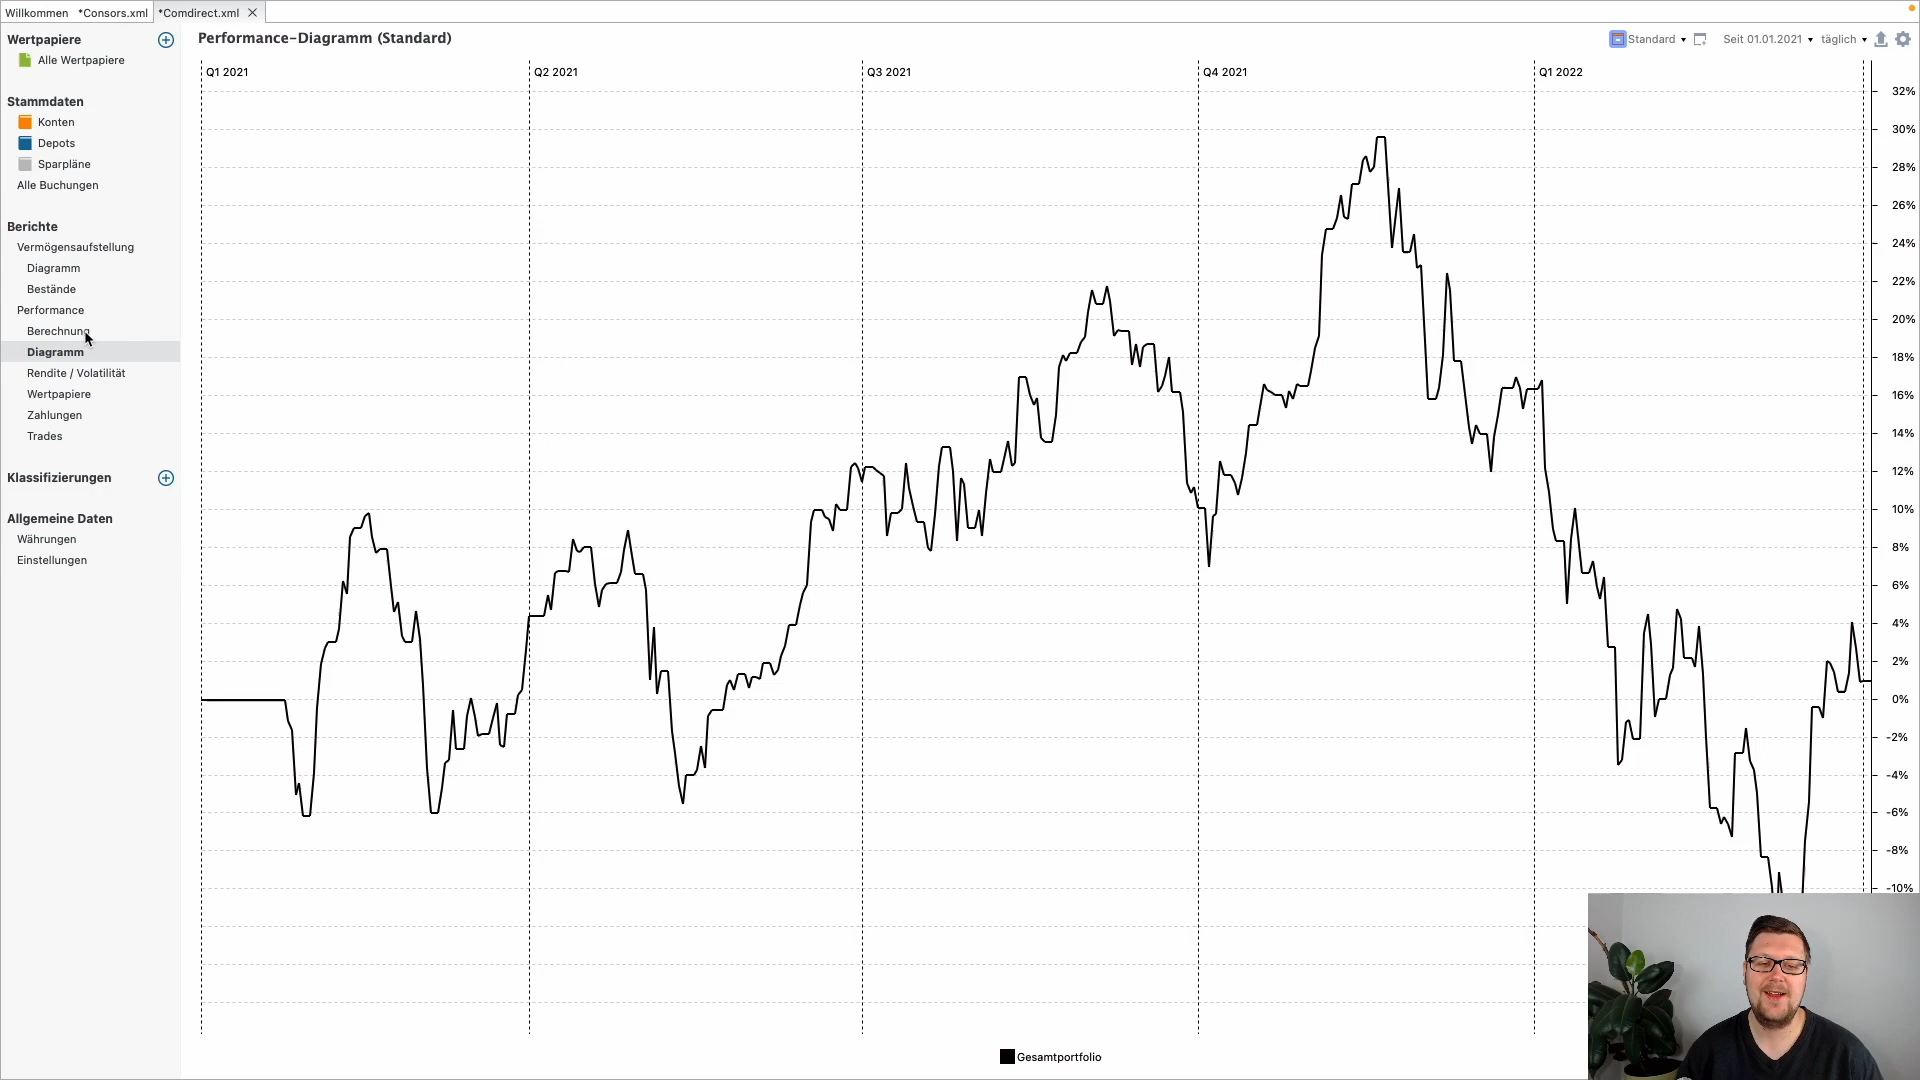 Willkommen *Consors.xml *Comdirect.xml
Wertpapiere
Alle Wertpapiere
Stammdaten
Konten
Depots
Sparpläne
Alle Buchungen
Berichte
Vermögensaufstellung
Diagramm
Bestände
Performance
Berechnung
Diagramm
Rendite / Volatilität
Wertpapiere
Zahlungen
Trades
Klassifizierungen
Allgemeine Daten
Währungen
Einstellungen
Performance-Diagramm (Standard)
Standard Seit 01.01.2021 täglich
Q1 2021 Q2 2021 Q3 2021 Q4 2021 Q1 2022
32%
30%
28%
26%
24%
22%
20%
18%
16%
14%
12%
10%
8%
6%
4%
2%
0%
-2%
-4%
-6%
-8%
-10%
Gesamtportfolio